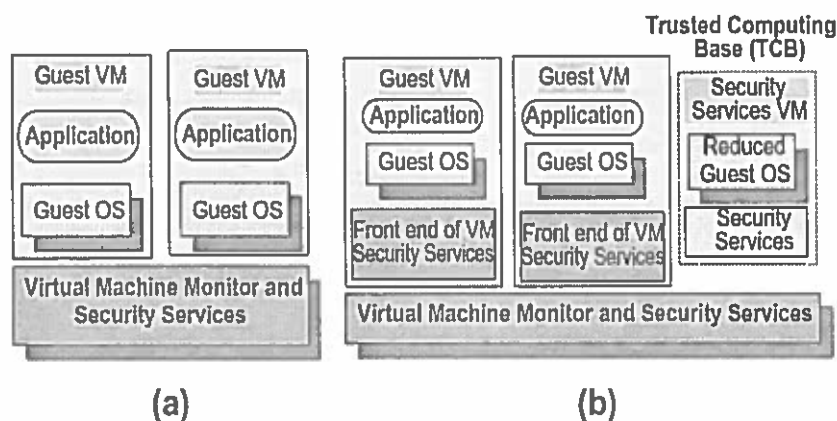 Trusted Computing
Base (TCB)
Guest VM
Application
Guest OS
Guest VM
Application
Guest OS
Virtual Machine Monitor and
Security Services
(a)
Guest VM
Application
Guest OS
Front end of VM
Security Services
Guest VM
Application
Guest OS
Front end of VM
Security Services
Security
Services VM
Reduced
Guest OS
Security
Services
Virtual Machine Monitor and Security Services
(b)